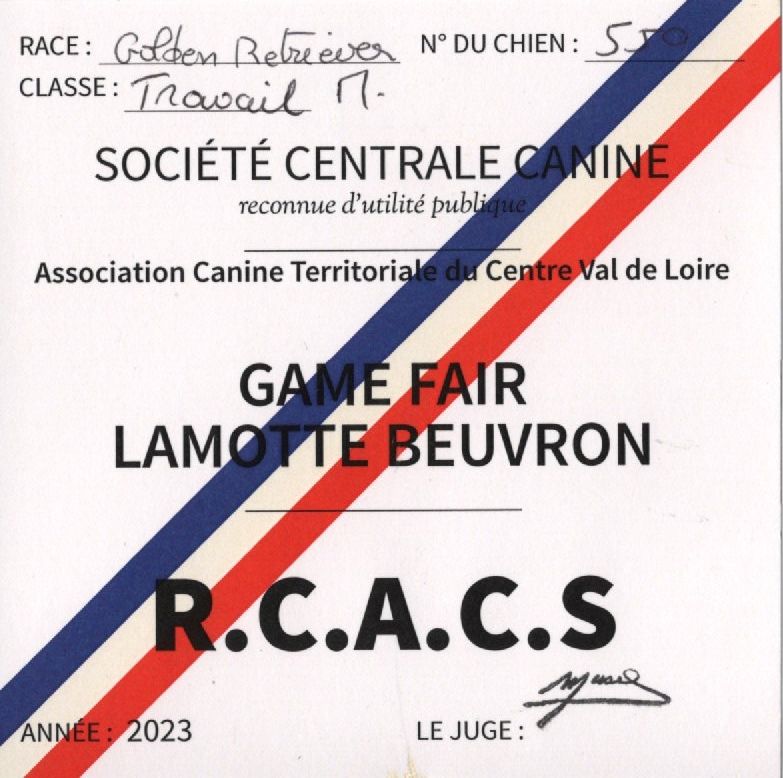 RACE : Golden Retriever N° DU CHIEN : 550
CLASSE : Travail M.
SOCIÉTÉ CENTRALE CANINE
reconnue d'utilité publique
Association Canine Territoriale du Centre Val de Loire
GAME FAIR
LAMOTTE BEUVRON
R.C.A.C.S
ANNÉE : 2023 LE JUGE :